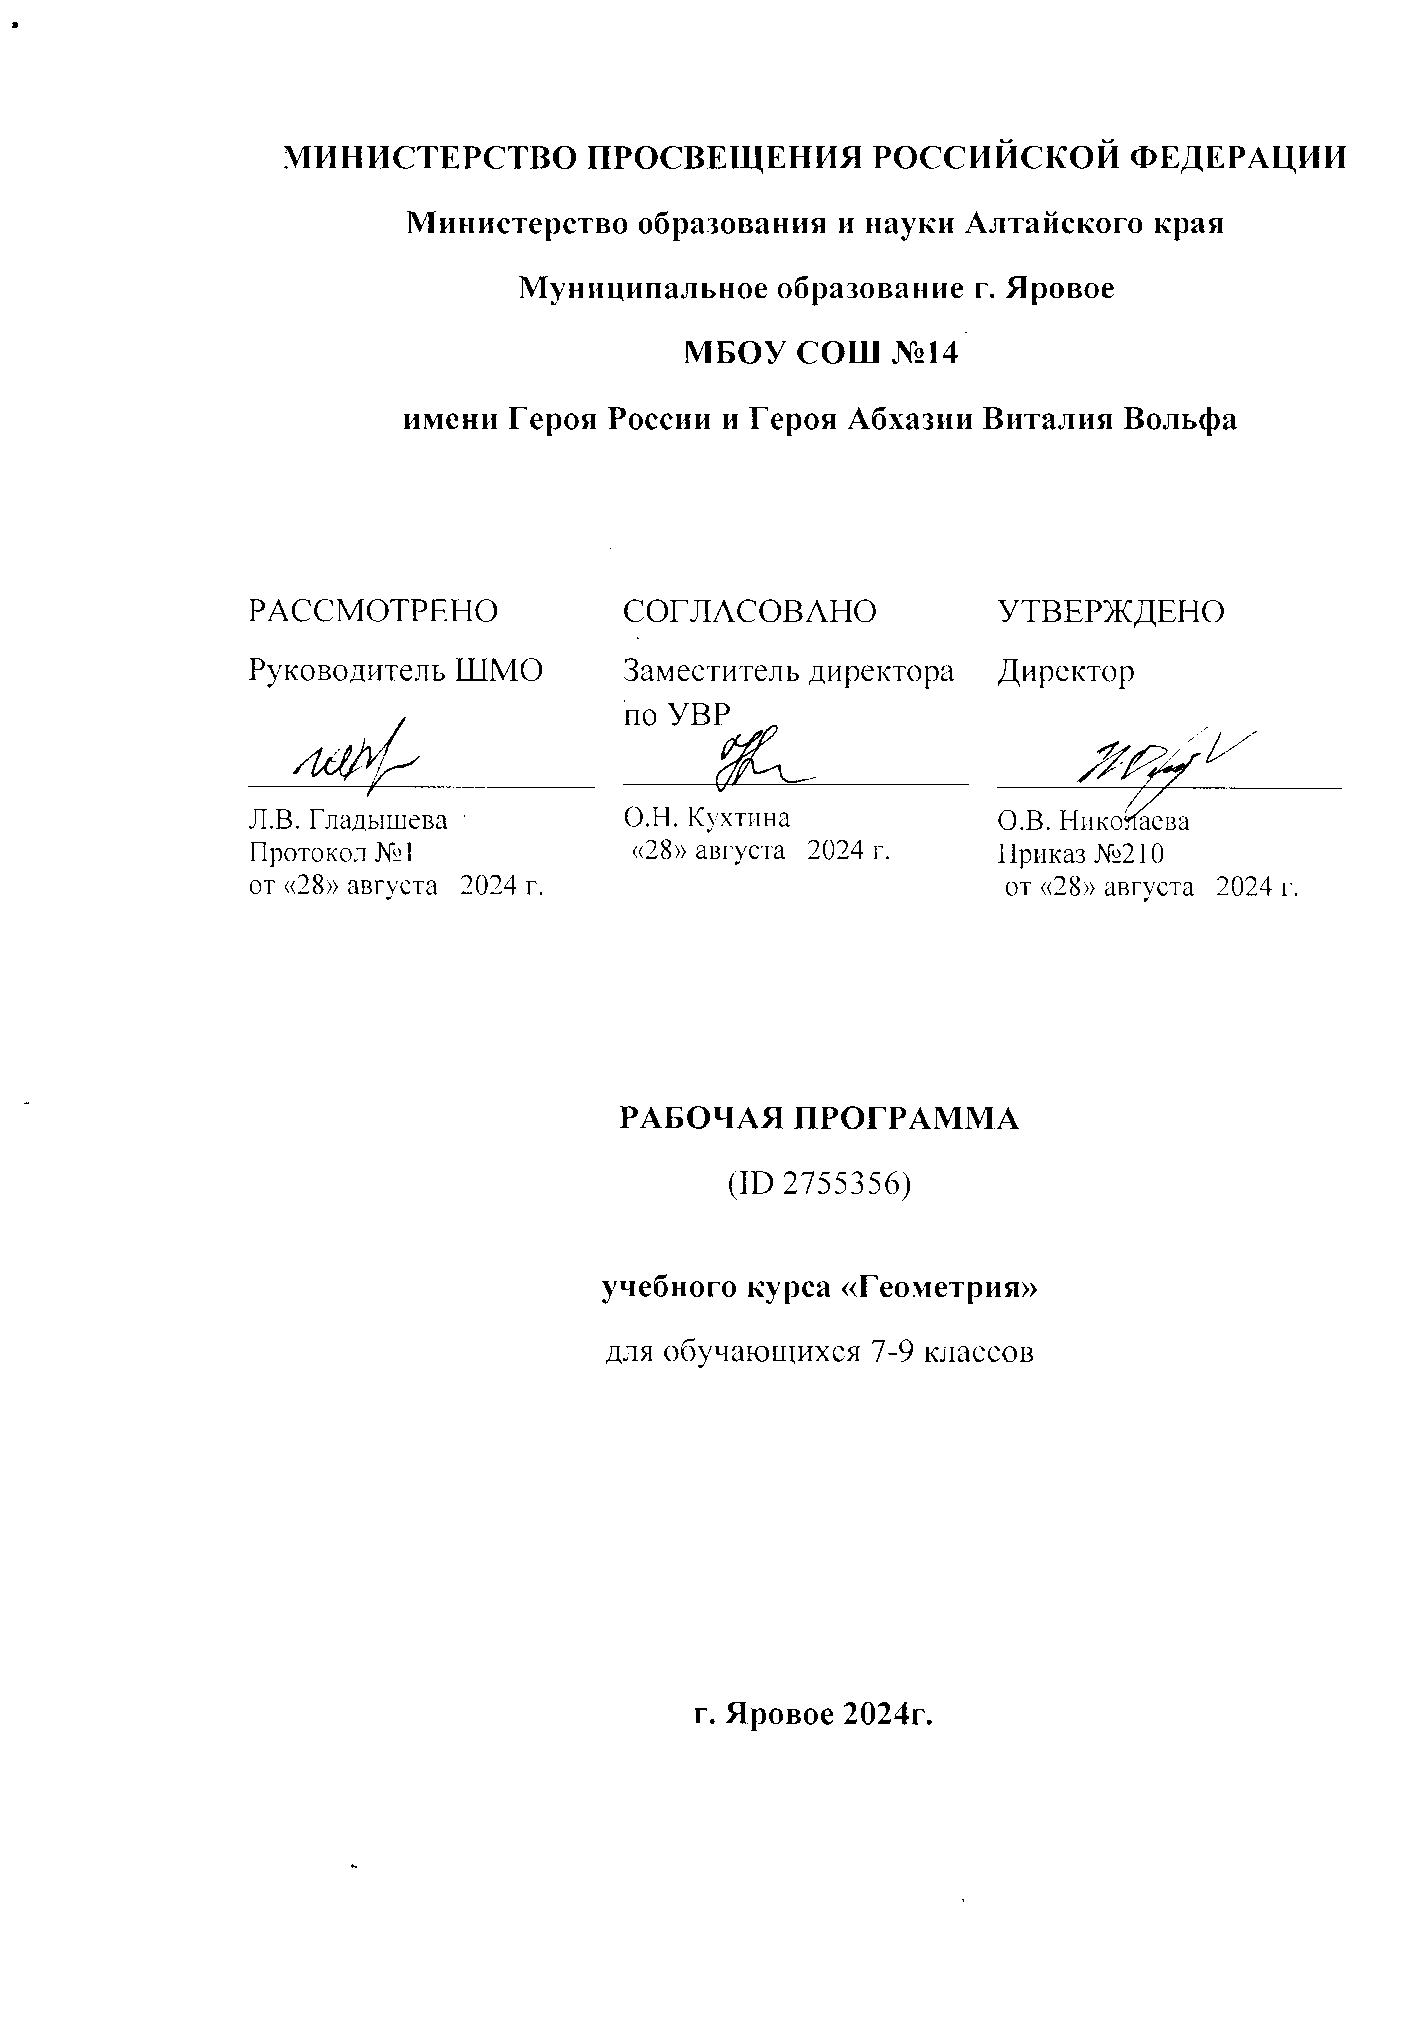 МИНИСТЕРСТВО ПРОСВЕЩЕНИЯ РОССИЙСКОЙ ФЕДЕРАЦИИ
Министерство образования и науки Алтайского края
Муниципальное образование г. Яровое
МБОУ СОШ №14
имени Героя России и Героя Абхазии Виталия Вольфа
РАССМОТРЕНО
Руководитель ШМО
Л.В. Гладышева
Протокол №1
от «28» августа 2024 г.
СОГЛАСОВАНО
Заместитель директора
по УВР
О.Н. Кухтина
«28» августа 2024 г.
УТВЕРЖДЕНО
Директор
О.В. Николаева
Приказ №210
от «28» августа 2024 г.
РАБОЧАЯ ПРОГРАММА
(ID 2755356)
учебного курса «Геометрия»
для обучающихся 7-9 классов
г. Яровое 2024г.